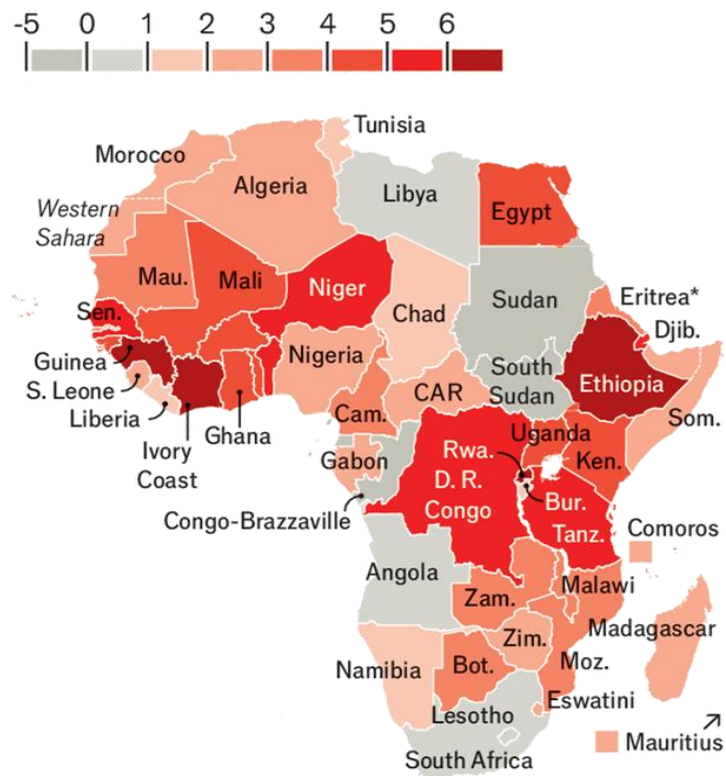 -5 0 1 2 3 4 5 6
Tunisia
Morocco
Algeria
Libya
Egypt
Western
Sahara
Mau.
Mali
Niger
Chad
Sudan
Eritrea*
Sen.
Djib.
Guinea
Nigeria
South
Sudan
Ethiopia
S. Leone
CAR
Liberia
Cam.
Som.
Ivory
Coast
Ghana
Uganda
Rwa.
Ken.
Gabon
D. R.
Congo
Bur.
Tanz.
Congo-Brazzaville
Comoros
Angola
Malawi
Zam.
Madagascar
Zim.
Namibia
Bot.
Moz.
Eswatini
Lesotho
Mauritius
South Africa